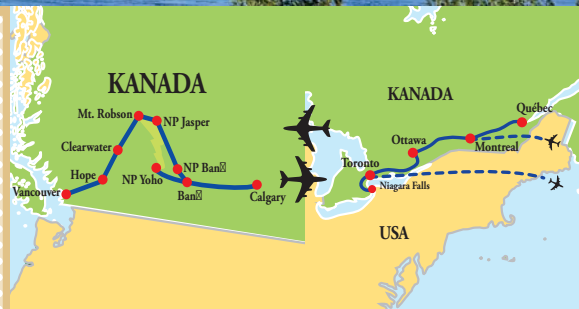 KANADA
Mt. Robson
NP Jasper
Clearwater
Hope
NP Yoho
NP Ban
Vancouver
Ban
Calgary
KANADA
Québec
Ottawa
Montreal
Toronto
Niagara Falls
USA